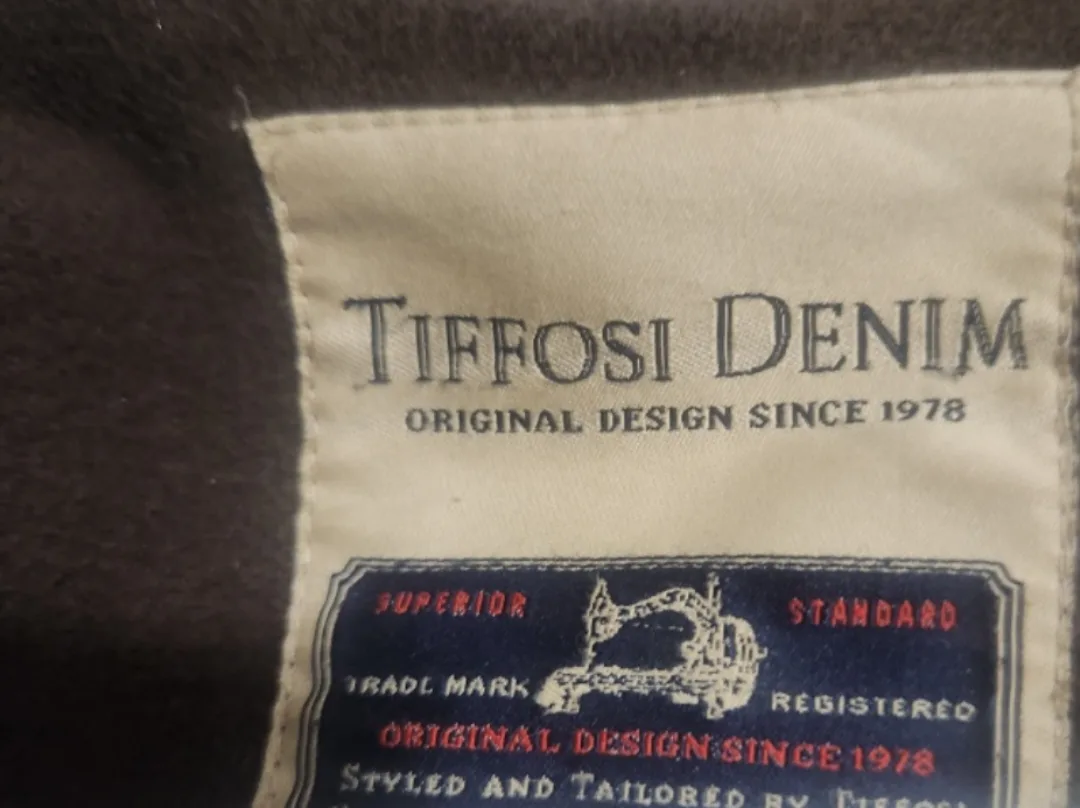 TIFFOSI DENIM
ORIGINAL DESIGN SINCE 1978
SUPERIOR STANDARD
TRADE MARK REGISTERED
ORIGINAL DESIGN SINCE 1978
STYLED AND TAILORED BY TIFFOSI